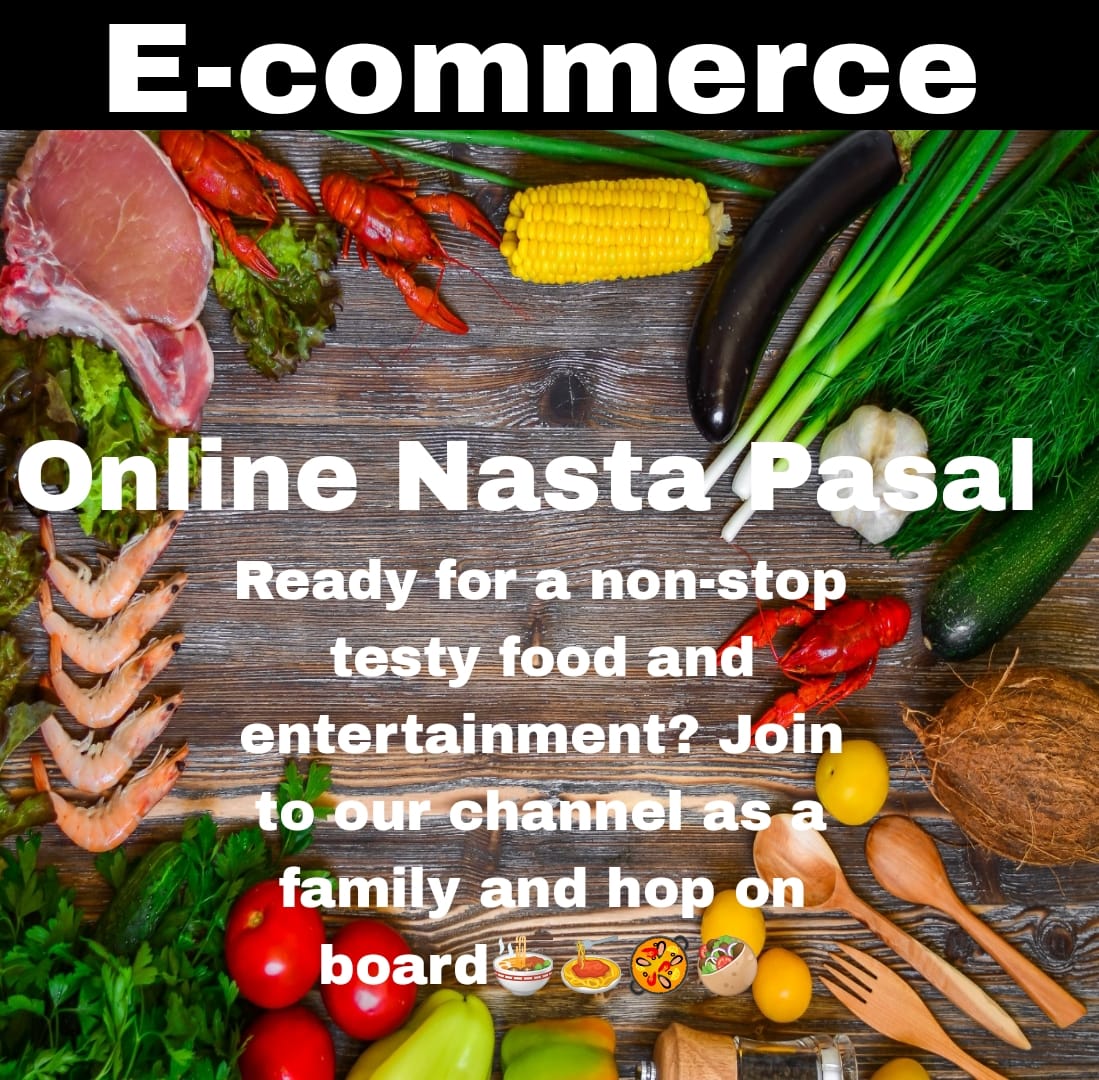 E-commerce
Online Nasta Pasal
Ready for a non-stop
testy food and
entertainment? Join
to our channel as a
family and hop on
board🍜🍝🥘🥙